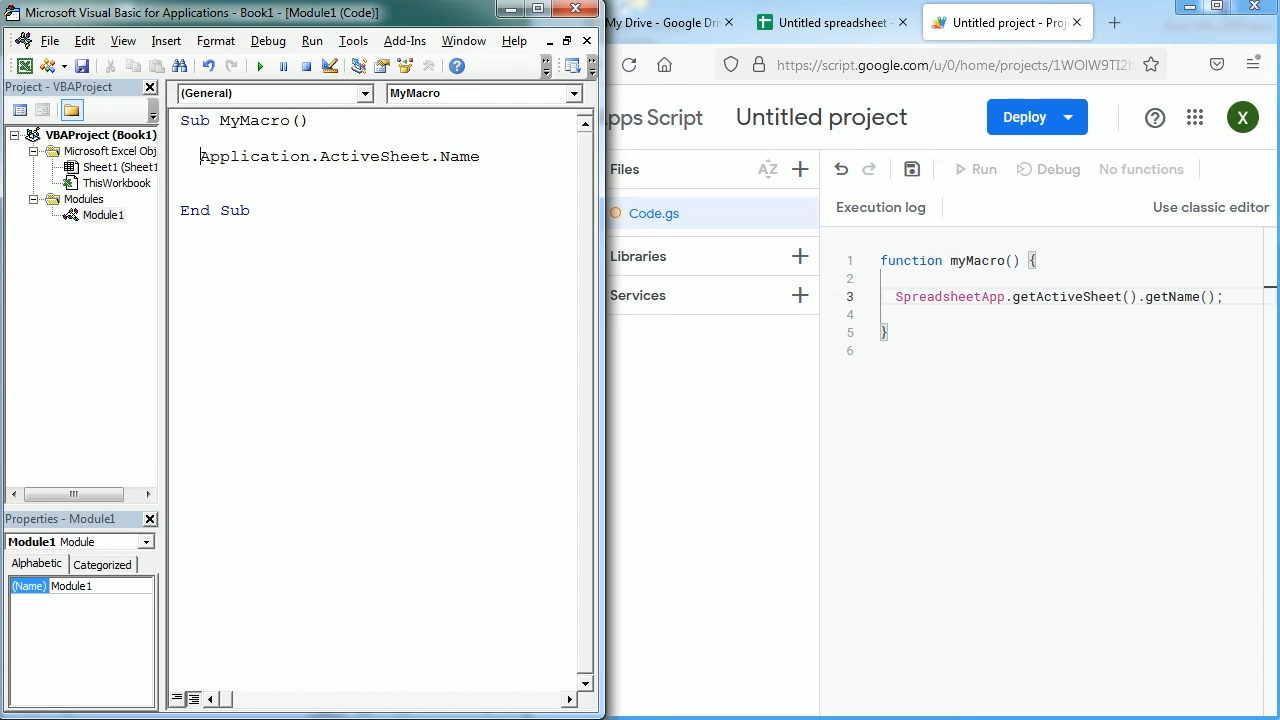 Microsoft Visual Basic for Applications - Book1 - [Module1 (Code)]
File Edit View Insert Format Debug Run Tools Add-Ins Window Help
Project - VBAProject
VBAProject (Book1)
Microsoft Excel Obj
Sheet1 (Sheet1
ThisWorkbook
Modules
Module1
Properties - Module1
Module1 Module
Alphabetic Categorized
(Name) Module1
(General) MyMacro
Sub MyMacro()
Application.ActiveSheet.Name
End Sub
My Drive - Google Dri Untitled spreadsheet - Untitled project - Proj
https://script.google.com/u/0/home/projects/1WOlW9TI2
pps Script Untitled project Deploy X
Files AZ
Code.gs
Libraries
Services
Run Debug No functions
Execution log Use classic editor
1 function myMacro() {
2
3 SpreadsheetApp.getActiveSheet().getName();
4
5 }
6